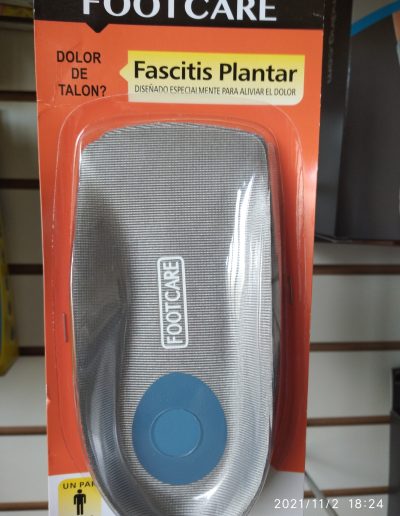 FOOTCARE
DOLOR
DE
TALON?
Fascitis Plantar
DISEÑADO ESPECIALMENTE PARA ALIVIAR EL DOLOR
FOOTCARE
UN PAR
2021/11/2 18:24